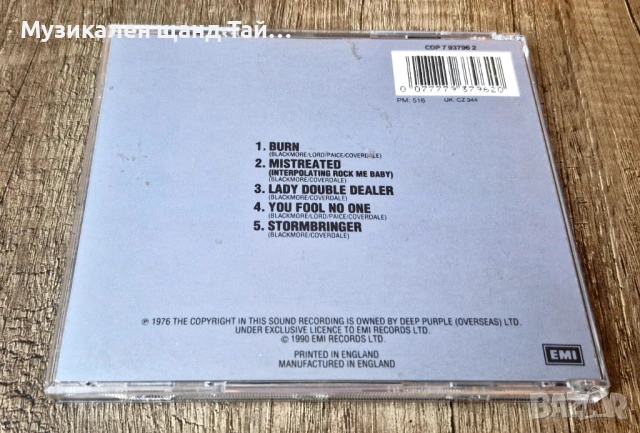 Музикален щанд-Тай...
CDP 7 93796 2
0 077779 379620
PM: 516 UK: CZ 344
1. BURN
(BLACKMORE/LORD/PAICE/COVERDALE)
2. MISTREATED
(INTERPOLATING ROCK ME BABY)
(BLACKMORE/COVERDALE)
3. LADY DOUBLE DEALER
(BLACKMORE/COVERDALE)
4. YOU FOOL NO ONE
(BLACKMORE/LORD/PAICE/COVERDALE)
5. STORMBRINGER
(BLACKMORE/COVERDALE)
℗ 1976 THE COPYRIGHT IN THIS SOUND RECORDING IS OWNED BY DEEP PURPLE (OVERSEAS) LTD.
UNDER EXCLUSIVE LICENCE TO EMI RECORDS LTD.
© 1990 EMI RECORDS LTD.
PRINTED IN ENGLAND
MANUFACTURED IN ENGLAND
EMI
BAZAR